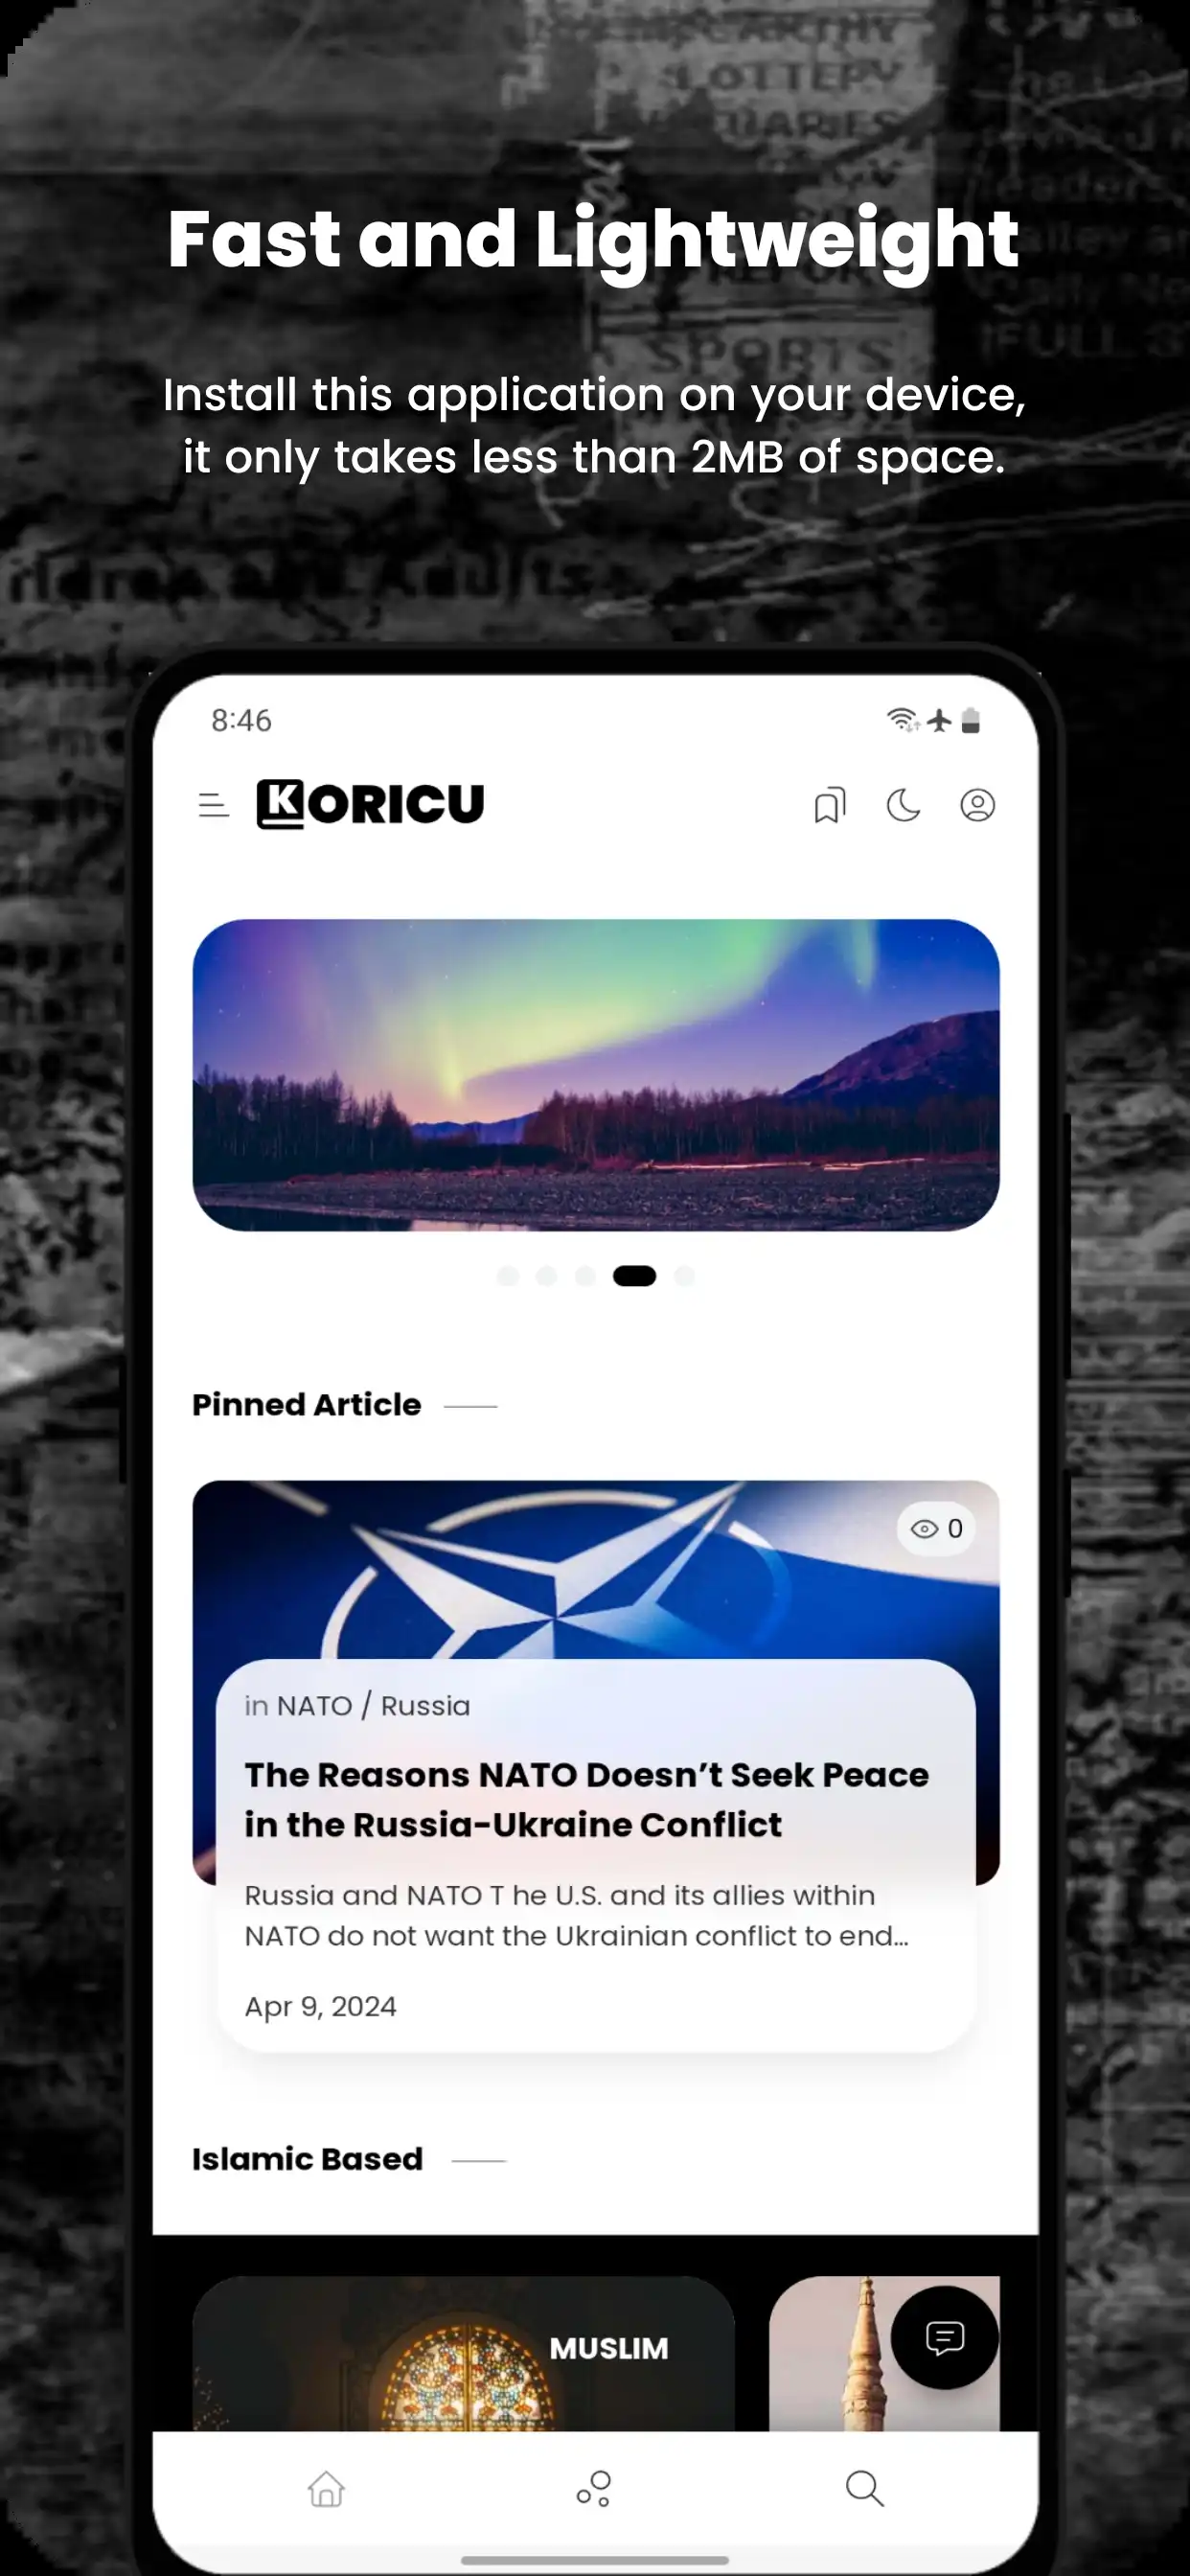 LOTTERY
SPORTS
Fast and Lightweight
Install this application on your device,
it only takes less than 2MB of space.
8:46
KORICU
Pinned Article
0
in NATO / Russia
The Reasons NATO Doesn’t Seek Peace
in the Russia-Ukraine Conflict
Russia and NATO T he U.S. and its allies within
NATO do not want the Ukrainian conflict to end...
Apr 9, 2024
Islamic Based
MUSLIM